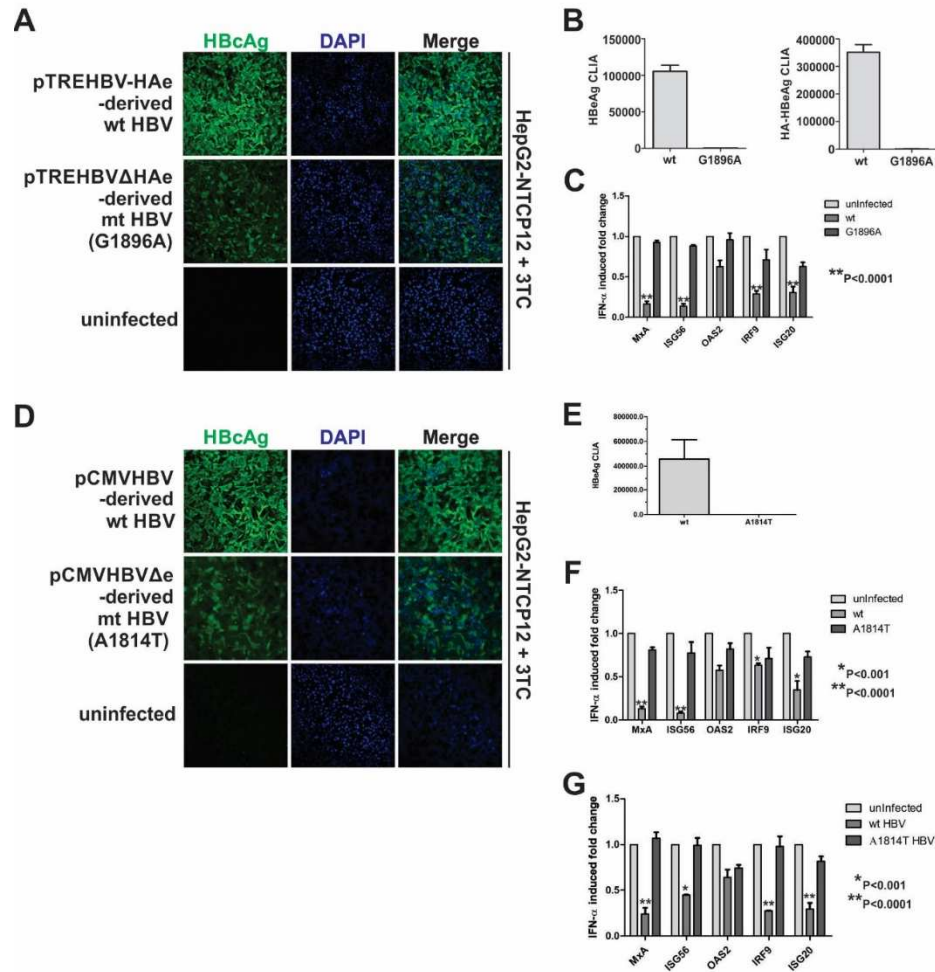 A
HBcAg DAPI Merge
pTREHBV-HAe
-derived
wt HBV
pTREHBVΔHAe
-derived
mt HBV
(G1896A)
uninfected
HepG2-NTCP12 + 3TC
B
HBeAg CLIA
150000
100000
50000
0
wt G1896A
HA-HBeAg CLIA
400000
300000
200000
100000
0
wt G1896A
C
IFN-α induced fold change
1.0
0.5
0.0
** ** ** **
MxA ISG56 OAS2 IRF9 ISG20
unInfected
wt
G1896A
**P<0.0001
D
HBcAg DAPI Merge
pCMVHBV
-derived
wt HBV
pCMVHBVΔe
-derived
mt HBV
(A1814T)
uninfected
HepG2-NTCP12 + 3TC
E
HBeAg CLIA
800000.0
600000.0
400000.0
200000.0
0.0
wt A1814T
F
IFN-α induced fold change
1.0
0.5
0.0
** ** * *
MxA ISG56 OAS2 IRF9 ISG20
unInfected
wt
A1814T
*P<0.001
**P<0.0001
G
IFN-α induced fold change
1.5
1.0
0.5
0.0
** * ** **
MxA ISG56 OAS2 IRF9 ISG20
unInfected
wt HBV
A1814T HBV
*P<0.001
**P<0.0001